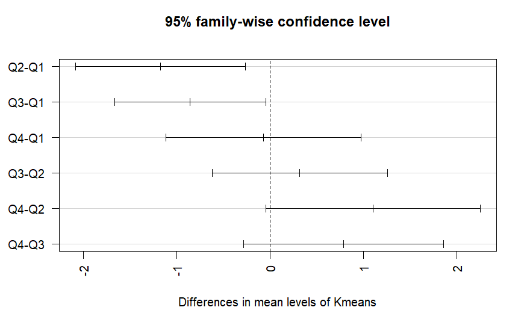 95% family-wise confidence level
Q2-Q1
Q3-Q1
Q4-Q1
Q3-Q2
Q4-Q2
Q4-Q3
-2 -1 0 1 2
Differences in mean levels of Kmeans